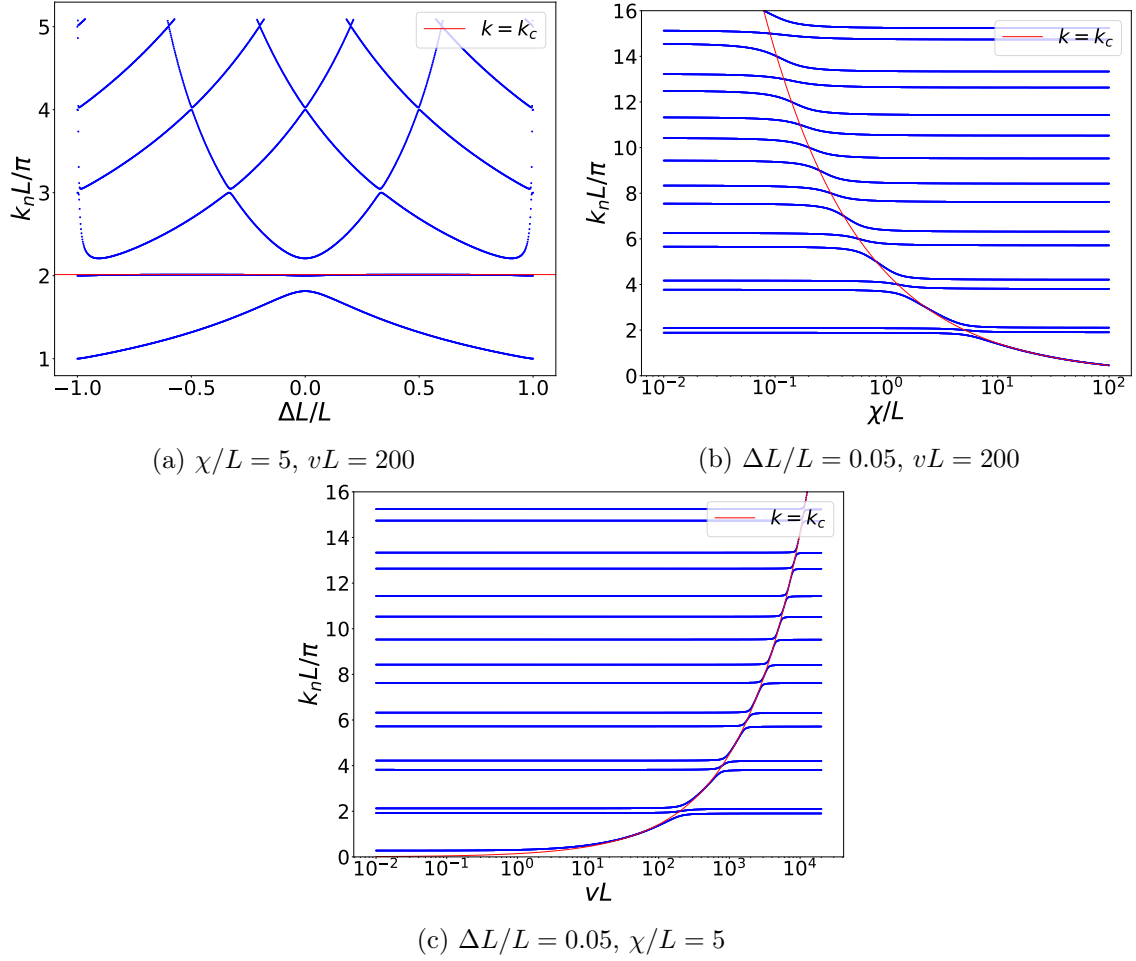 k = k_c
k_nL/π
5
4
3
2
1
−1.0 −0.5 0.0 0.5 1.0
ΔL/L
(a) χ/L = 5, vL = 200
k = k_c
k_nL/π
16
14
12
10
8
6
4
2
0
10^−2 10^−1 10^0 10^1 10^2
χ/L
(b) ΔL/L = 0.05, vL = 200
k = k_c
k_nL/π
16
14
12
10
8
6
4
2
0
10^−2 10^−1 10^0 10^1 10^2 10^3 10^4
vL
(c) ΔL/L = 0.05, χ/L = 5